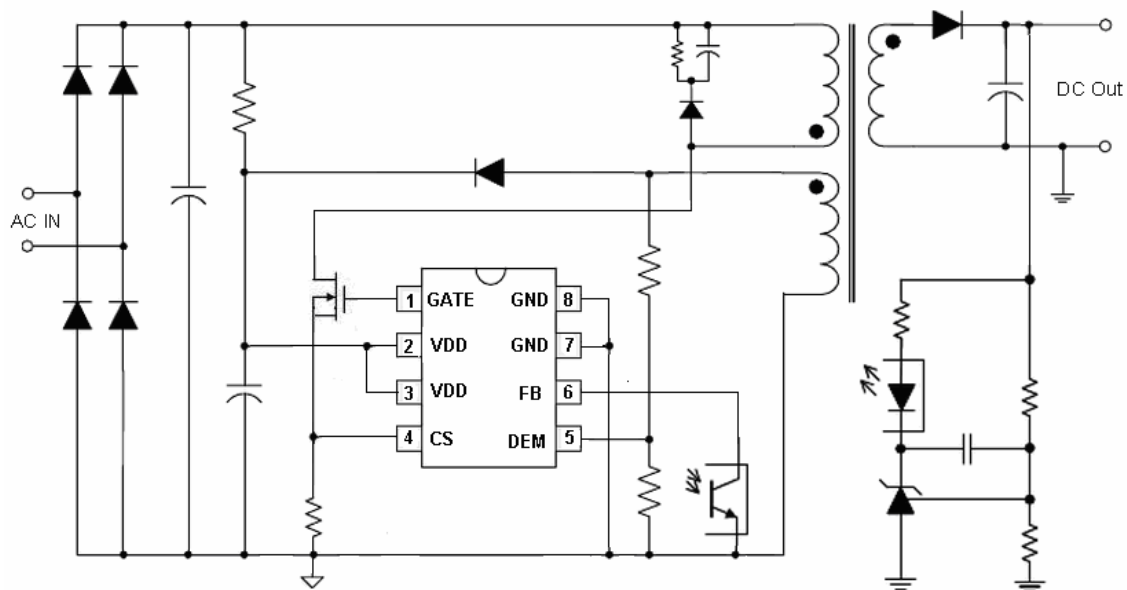 DC Out
AC IN
1 GATE GND 8
2 VDD GND 7
3 VDD FB 6
4 CS DEM 5